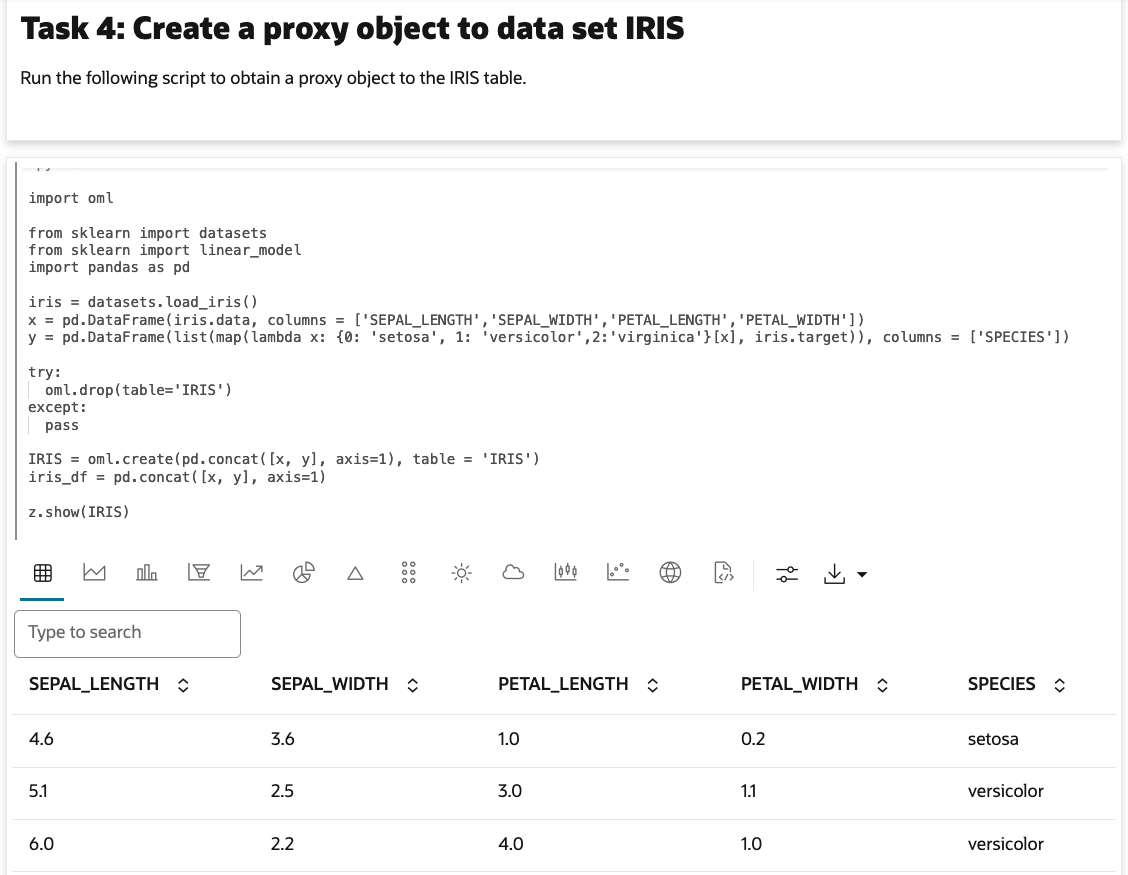 Task 4: Create a proxy object to data set IRIS
Run the following script to obtain a proxy object to the IRIS table.
import oml
from sklearn import datasets
from sklearn import linear_model
import pandas as pd
iris = datasets.load_iris()
x = pd.DataFrame(iris.data, columns = ['SEPAL_LENGTH','SEPAL_WIDTH','PETAL_LENGTH','PETAL_WIDTH'])
y = pd.DataFrame(list(map(lambda x: {0: 'setosa', 1: 'versicolor',2:'virginica'}[x], iris.target)), columns = ['SPECIES'])
try:
  oml.drop(table='IRIS')
except:
  pass
IRIS = oml.create(pd.concat([x, y], axis=1), table = 'IRIS')
iris_df = pd.concat([x, y], axis=1)
z.show(IRIS)
Type to search
SEPAL_LENGTH SEPAL_WIDTH PETAL_LENGTH PETAL_WIDTH SPECIES
4.6 3.6 1.0 0.2 setosa
5.1 2.5 3.0 1.1 versicolor
6.0 2.2 4.0 1.0 versicolor